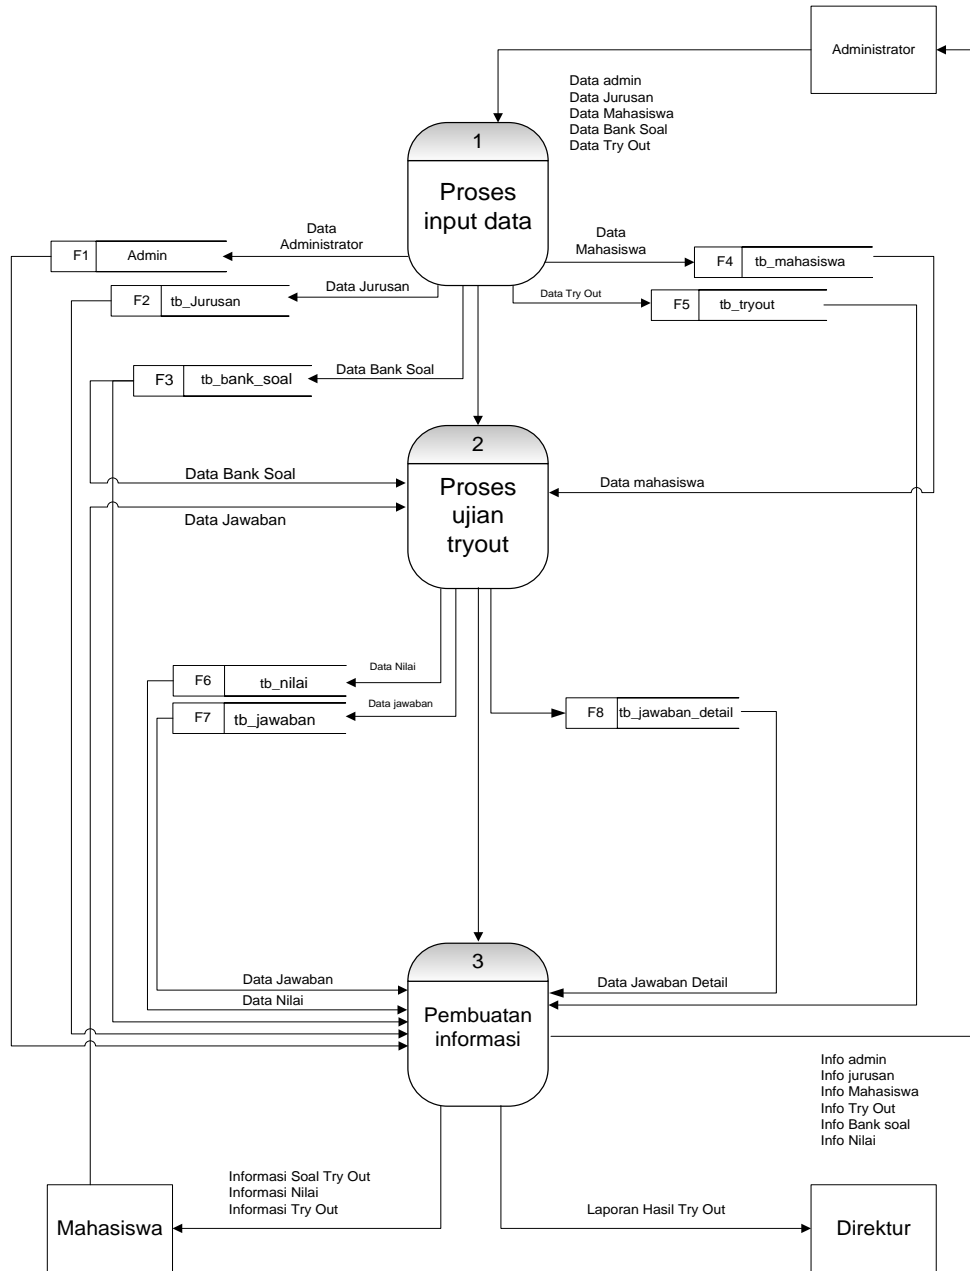 Administrator
Data admin
Data Jurusan
Data Mahasiswa
Data Bank Soal
Data Try Out
1
Proses
input data
Data
Administrator
Data
Mahasiswa
F1 Admin
F4 tb_mahasiswa
Data Jurusan
Data Try Out
F2 tb_Jurusan
F5 tb_tryout
Data Bank Soal
F3 tb_bank_soal
2
Proses
ujian
tryout
Data Bank Soal
Data mahasiswa
Data Jawaban
Data Nilai
F6 tb_nilai
Data jawaban
F7 tb_jawaban
F8 tb_jawaban_detail
3
Pembuatan
informasi
Data Jawaban
Data Nilai
Data Jawaban Detail
Info admin
Info jurusan
Info Mahasiswa
Info Try Out
Info Bank soal
Info Nilai
Informasi Soal Try Out
Informasi Nilai
Informasi Try Out
Laporan Hasil Try Out
Mahasiswa
Direktur